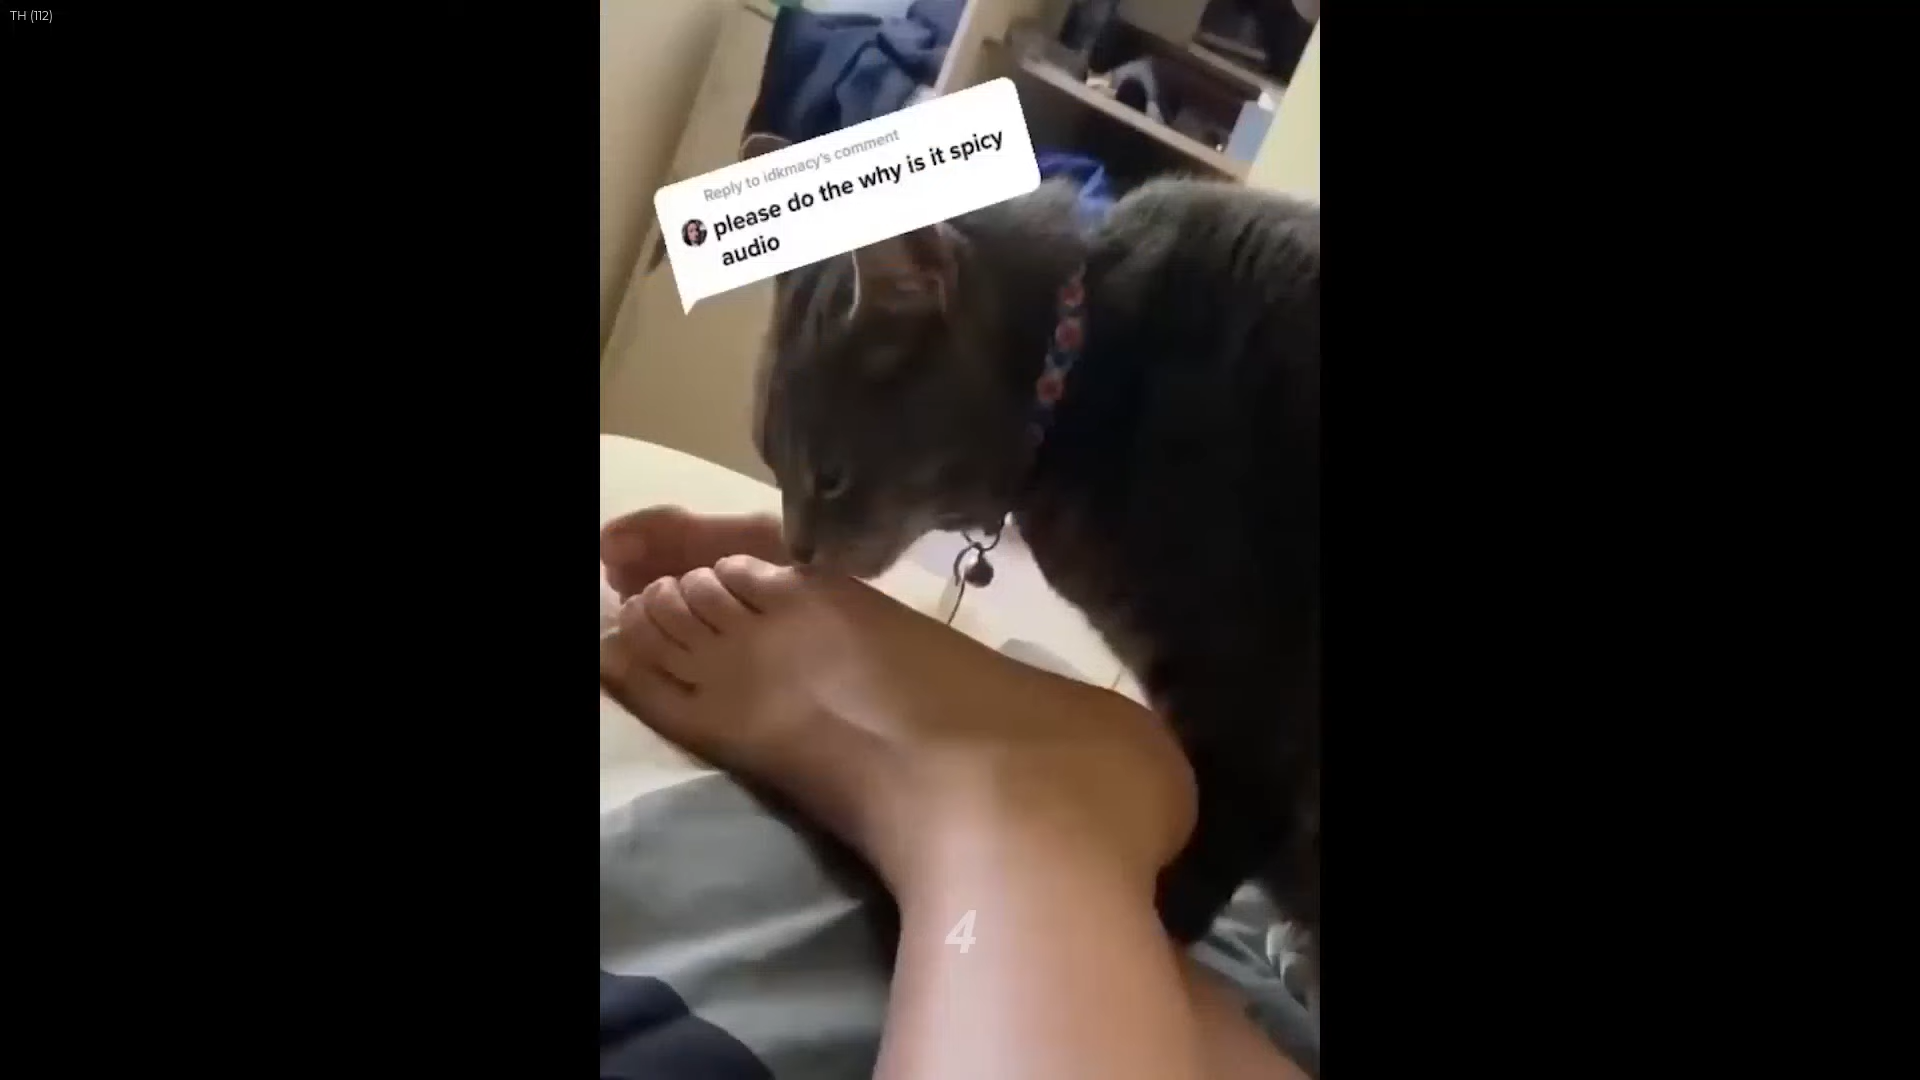 TH (112)
Reply to idkmacy's comment
please do the why is it spicy
audio
4